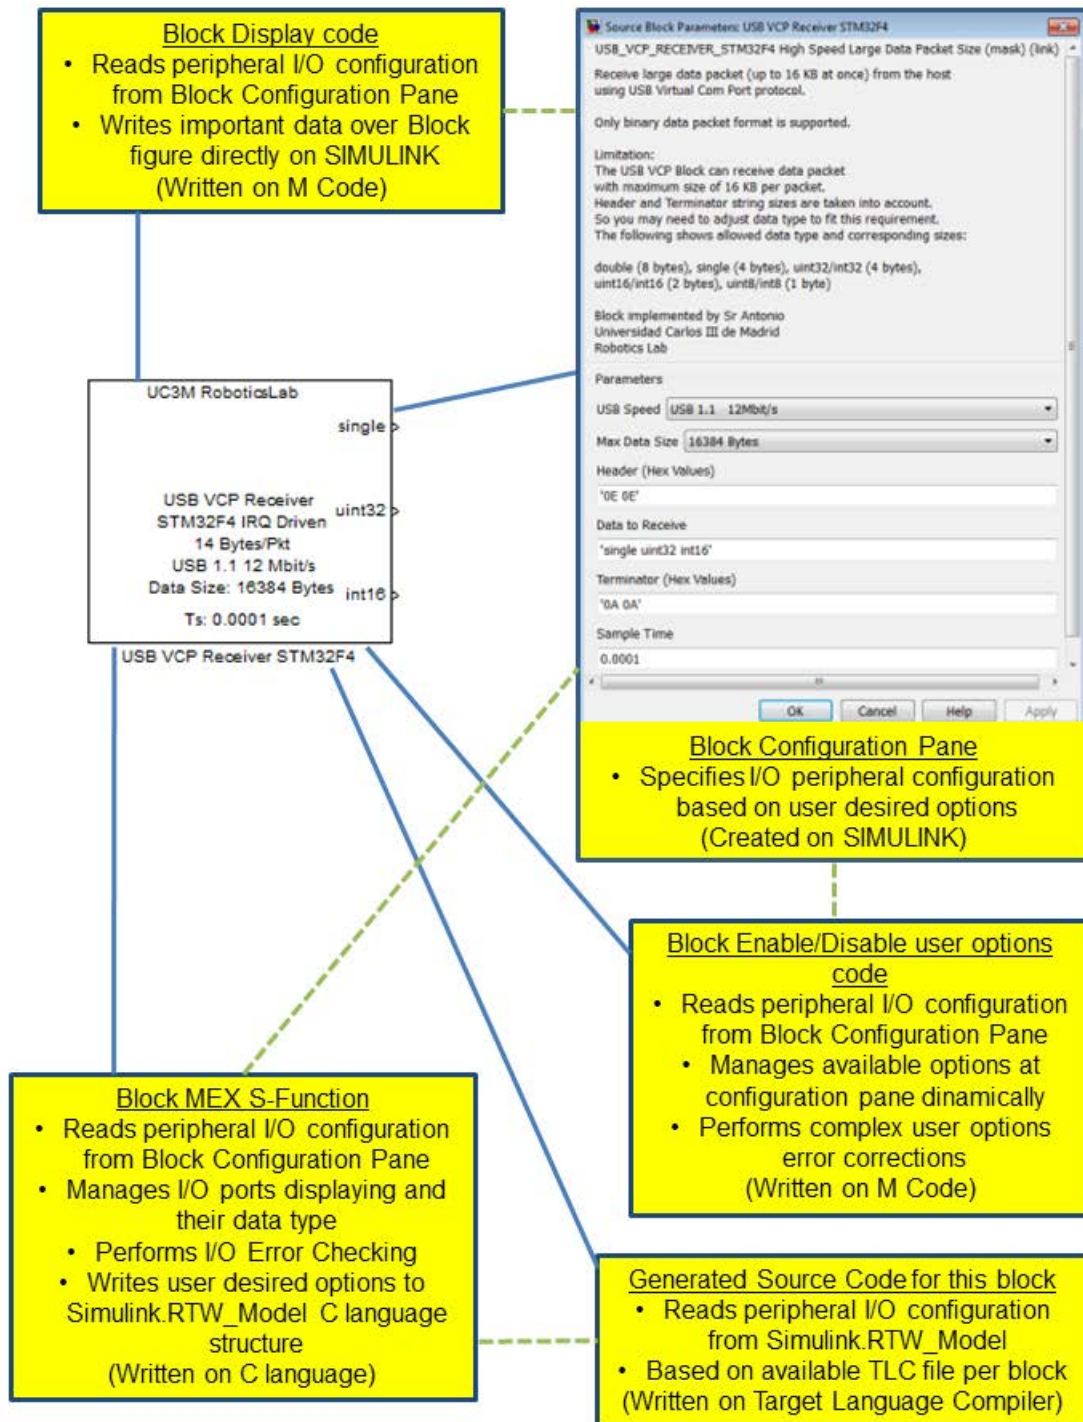 Block Display code
• Reads peripheral I/O configuration
from Block Configuration Pane
• Writes important data over Block
figure directly on SIMULINK
(Written on M Code)
Source Block Parameters: USB VCP Receiver STM32F4
USB_VCP_RECEIVER_STM32F4 High Speed Large Data Packet Size (mask) (link)
Receive large data packet (up to 16 KB at once) from the host
using USB Virtual Com Port protocol.
Only binary data packet format is supported.
Limitation:
The USB VCP Block can receive data packet
with maximum size of 16 KB per packet.
Header and Terminator string sizes are taken into account.
So you may need to adjust data type to fit this requirement.
The following shows allowed data type and corresponding sizes:
double (8 bytes), single (4 bytes), uint32/int32 (4 bytes),
uint16/int16 (2 bytes), uint8/int8 (1 byte)
Block implemented by Sr Antonio
Universidad Carlos III de Madrid
Robotics Lab
Parameters
USB Speed USB 1.1 12Mbit/s
Max Data Size 16384 Bytes
Header (Hex Values)
'0E 0E'
Data to Receive
'single uint32 int16'
Terminator (Hex Values)
'0A 0A'
Sample Time
0.0001
OK Cancel Help Apply
Block Configuration Pane
• Specifies I/O peripheral configuration
based on user desired options
(Created on SIMULINK)
UC3M RoboticsLab
single
USB VCP Receiver
STM32F4 IRQ Driven
14 Bytes/Pkt
USB 1.1 12 Mbit/s
Data Size: 16384 Bytes
Ts: 0.0001 sec
uint32
int16
USB VCP Receiver STM32F4
Block Enable/Disable user options
code
• Reads peripheral I/O configuration
from Block Configuration Pane
• Manages available options at
configuration pane dinamically
• Performs complex user options
error corrections
(Written on M Code)
Block MEX S-Function
• Reads peripheral I/O configuration
from Block Configuration Pane
• Manages I/O ports displaying and
their data type
• Performs I/O Error Checking
• Writes user desired options to
Simulink.RTW_Model C language
structure
(Written on C language)
Generated Source Code for this block
• Reads peripheral I/O configuration
from Simulink.RTW_Model
• Based on available TLC file per block
(Written on Target Language Compiler)